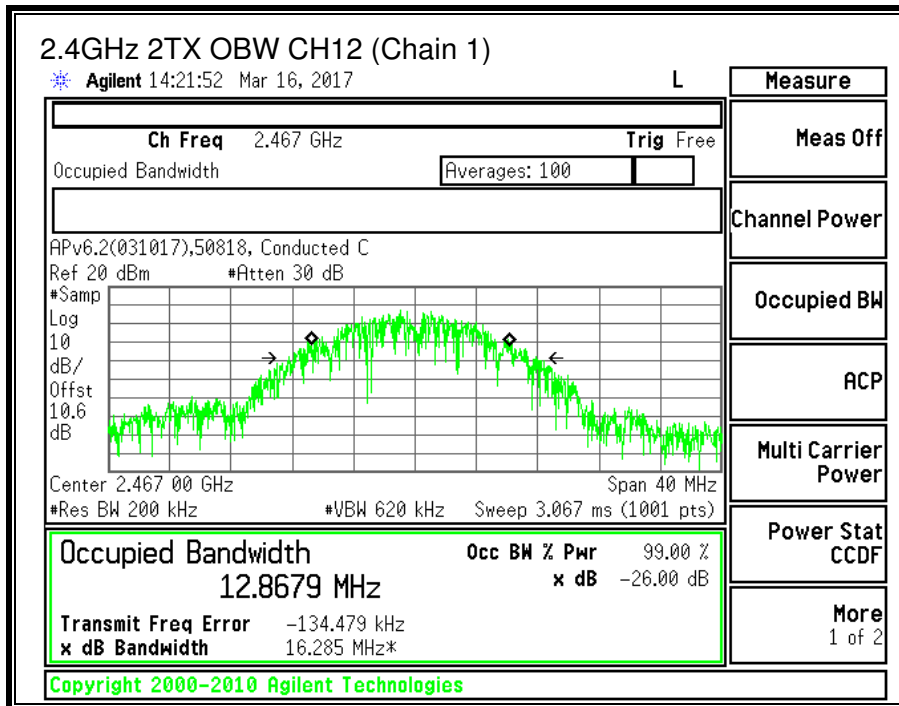 2.4GHz 2TX OBW CH12 (Chain 1)
Agilent 14:21:52 Mar 16, 2017 L
Measure
Ch Freq 2.467 GHz Trig Free
Meas Off
Occupied Bandwidth Averages: 100
Channel Power
APv6.2(031017),50818, Conducted C
Ref 20 dBm #Atten 30 dB
#Samp
Log
10
dB/
Offst
10.6
dB
Occupied BW
ACP
Multi Carrier
Power
Center 2.467 00 GHz Span 40 MHz
#Res BW 200 kHz #VBW 620 kHz Sweep 3.067 ms (1001 pts)
Power Stat
CCDF
Occupied Bandwidth Occ BW % Pwr 99.00 %
12.8679 MHz x dB -26.00 dB
Transmit Freq Error -134.479 kHz
x dB Bandwidth 16.285 MHz*
More
1 of 2
Copyright 2000-2010 Agilent Technologies